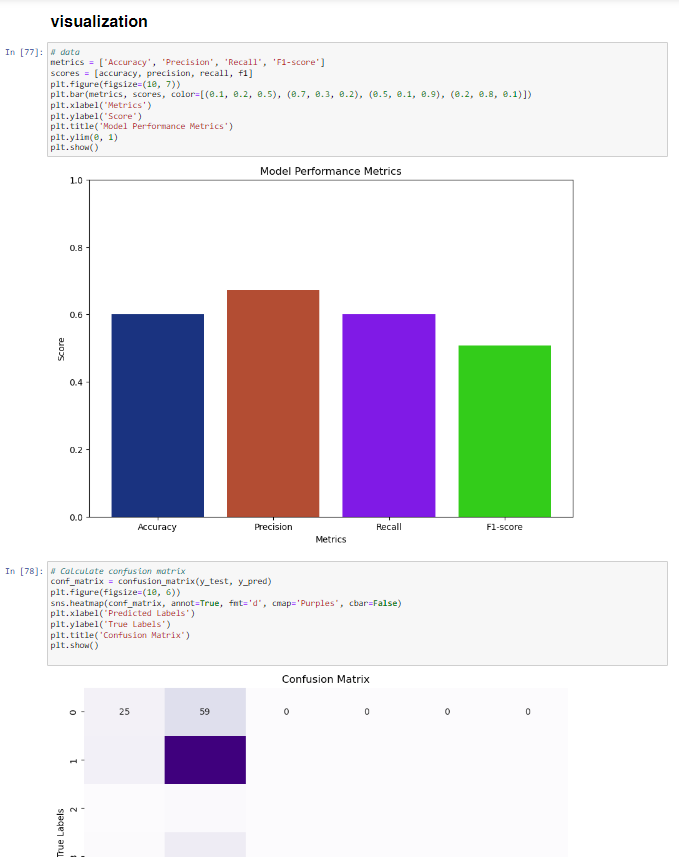 visualization
In [77]:
# data
metrics = ['Accuracy', 'Precision', 'Recall', 'F1-score']
scores = [accuracy, precision, recall, f1]
plt.figure(figsize=(10, 7))
plt.bar(metrics, scores, color=[(0.1, 0.2, 0.5), (0.7, 0.3, 0.2), (0.5, 0.1, 0.9), (0.2, 0.8, 0.1)])
plt.xlabel('Metrics')
plt.ylabel('Score')
plt.title('Model Performance Metrics')
plt.ylim(0, 1)
plt.show()
Model Performance Metrics
1.0
0.8
0.6
0.4
0.2
0.0
Score
Accuracy Precision Recall F1-score
Metrics
In [78]:
# Calculate confusion matrix
conf_matrix = confusion_matrix(y_test, y_pred)
plt.figure(figsize=(10, 6))
sns.heatmap(conf_matrix, annot=True, fmt='d', cmap='Purples', cbar=False)
plt.xlabel('Predicted Labels')
plt.ylabel('True Labels')
plt.title('Confusion Matrix')
plt.show()
Confusion Matrix
0 25 59 0 0 0 0
1
2
True Labels